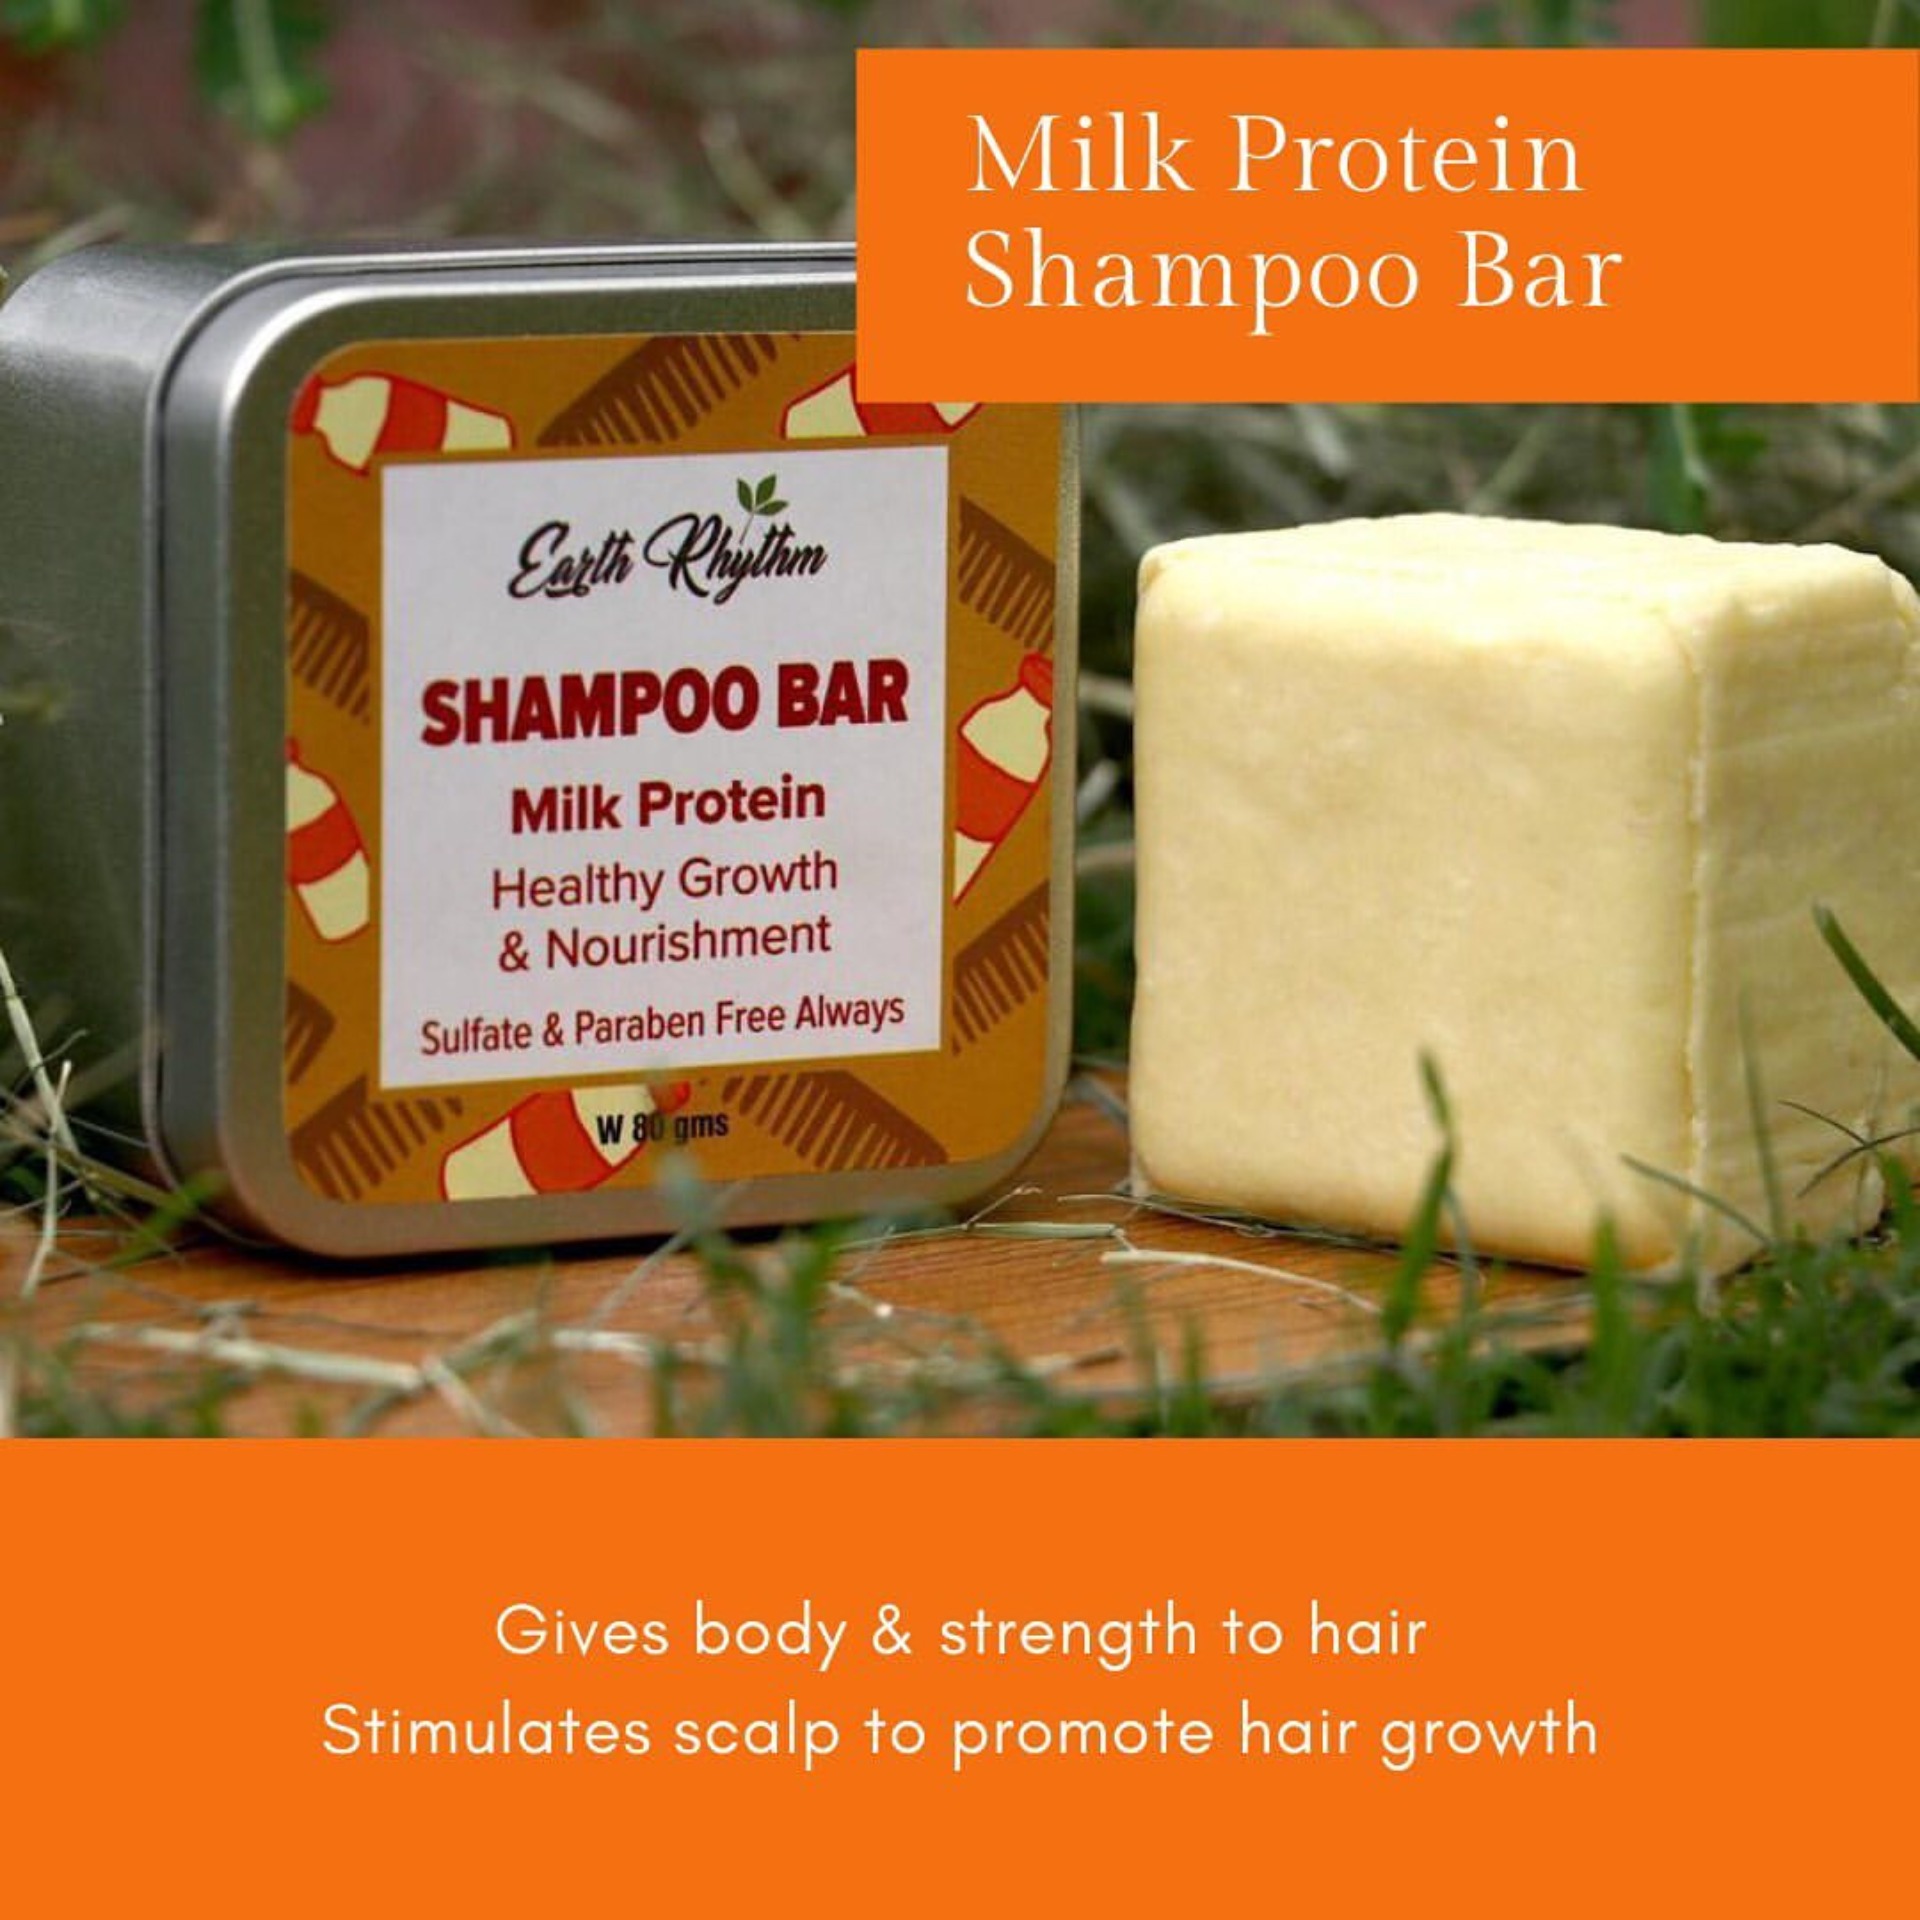 Milk Protein
Shampoo Bar
Earth Rhythm
SHAMPOO BAR
Milk Protein
Healthy Growth
& Nourishment
Sulfate & Paraben Free Always
W 80 gms
Gives body & strength to hair
Stimulates scalp to promote hair growth